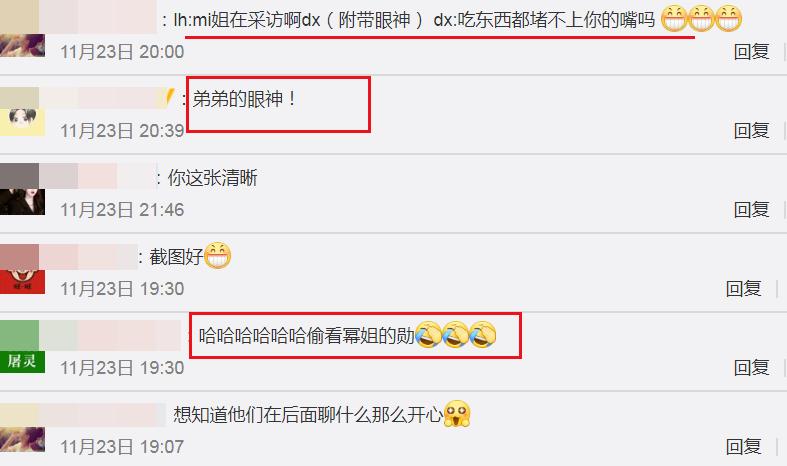 : lh:mi姐在采访啊dx（附带眼神） dx:吃东西都堵不上你的嘴吗
11月23日 20:00 回复
: 弟弟的眼神！
11月23日 20:39 回复
: 你这张清晰
11月23日 21:46 回复
: 截图好
11月23日 19:30 回复
: 哈哈哈哈哈哈偷看幂姐的勋
屠灵
11月23日 19:30 回复
想知道他们在后面聊什么那么开心
11月23日 19:07 回复